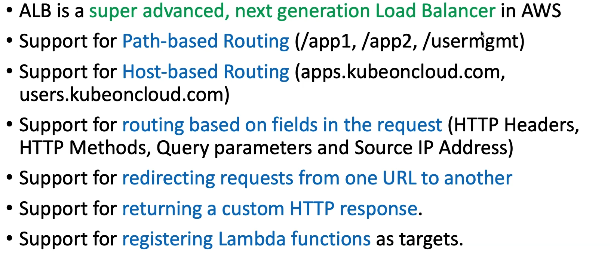 • ALB is a super advanced, next generation Load Balancer in AWS
• Support for Path-based Routing (/app1, /app2, /usermgmt)
• Support for Host-based Routing (apps.kubeoncloud.com,
users.kubeoncloud.com)
• Support for routing based on fields in the request (HTTP Headers,
HTTP Methods, Query parameters and Source IP Address)
• Support for redirecting requests from one URL to another
• Support for returning a custom HTTP response.
• Support for registering Lambda functions as targets.